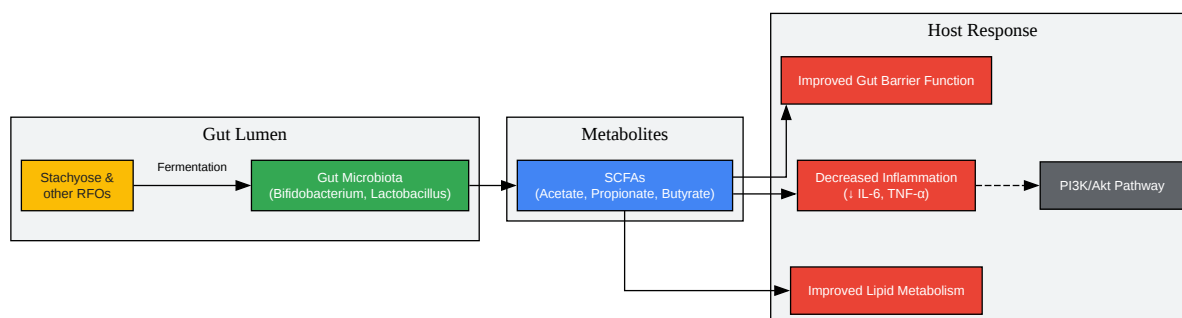 Host Response
Improved Gut Barrier Function
Gut Lumen
Stachyose &
other RFOs
Fermentation
Gut Microbiota
(Bifidobacterium, Lactobacillus)
Metabolites
SCFAs
(Acetate, Propionate, Butyrate)
Decreased Inflammation
(↓ IL-6, TNF-α)
PI3K/Akt Pathway
Improved Lipid Metabolism